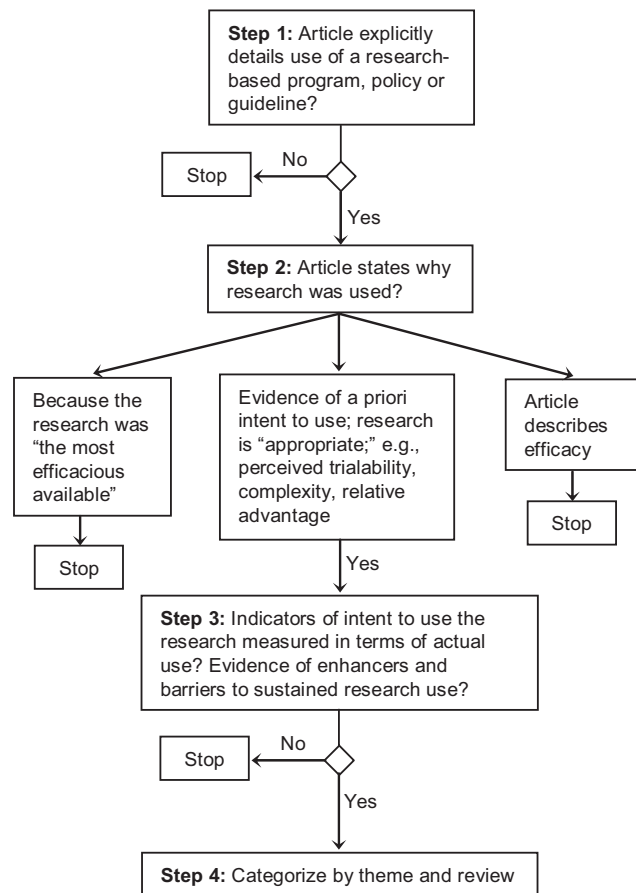 Step 1: Article explicitly
details use of a research-
based program, policy or
guideline?
No
Stop
Yes
Step 2: Article states why
research was used?
Because the
research was
“the most
efficacious
available”
Stop
Evidence of a priori
intent to use; research
is “appropriate;” e.g.,
perceived trialability,
complexity, relative
advantage
Yes
Article
describes
efficacy
Stop
Step 3: Indicators of intent to use the
research measured in terms of actual
use? Evidence of enhancers and
barriers to sustained research use?
No
Stop
Yes
Step 4: Categorize by theme and review